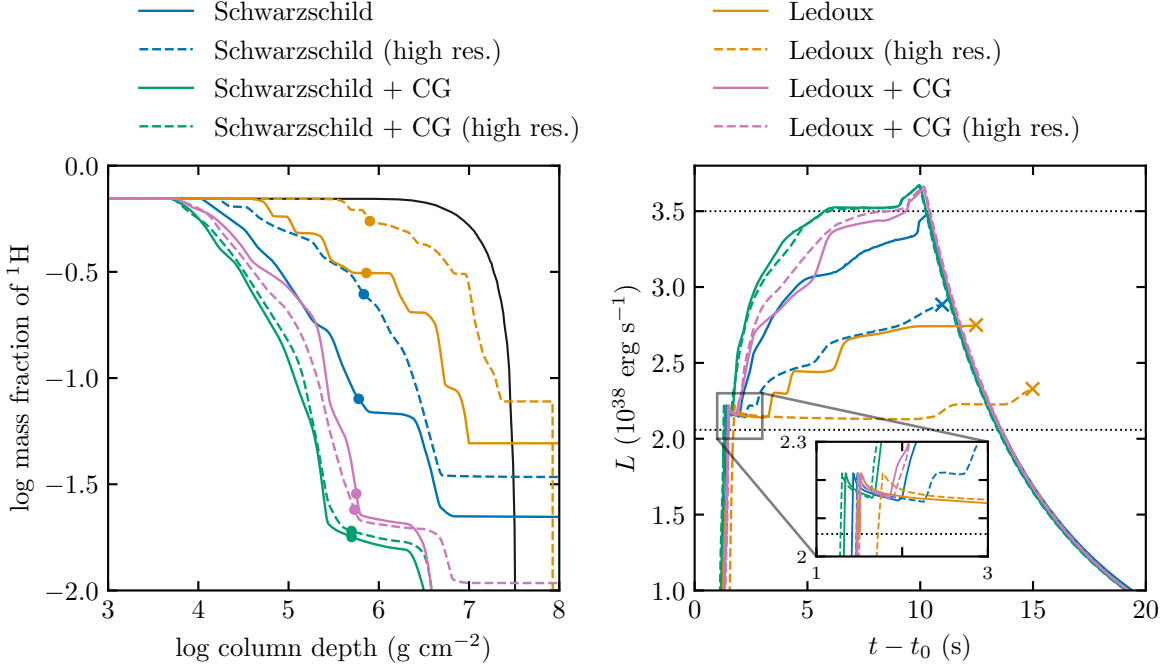 Schwarzschild
Schwarzschild (high res.)
Schwarzschild + CG
Schwarzschild + CG (high res.)
Ledoux
Ledoux (high res.)
Ledoux + CG
Ledoux + CG (high res.)
0.0
−0.5
−1.0
−1.5
−2.0
log mass fraction of ¹H
3 4 5 6 7 8
log column depth (g cm⁻²)
3.5
3.0
2.5
2.0
1.5
1.0
L (10³⁸ erg s⁻¹)
2.3
2
1 3
0 5 10 15 20
t − t₀ (s)